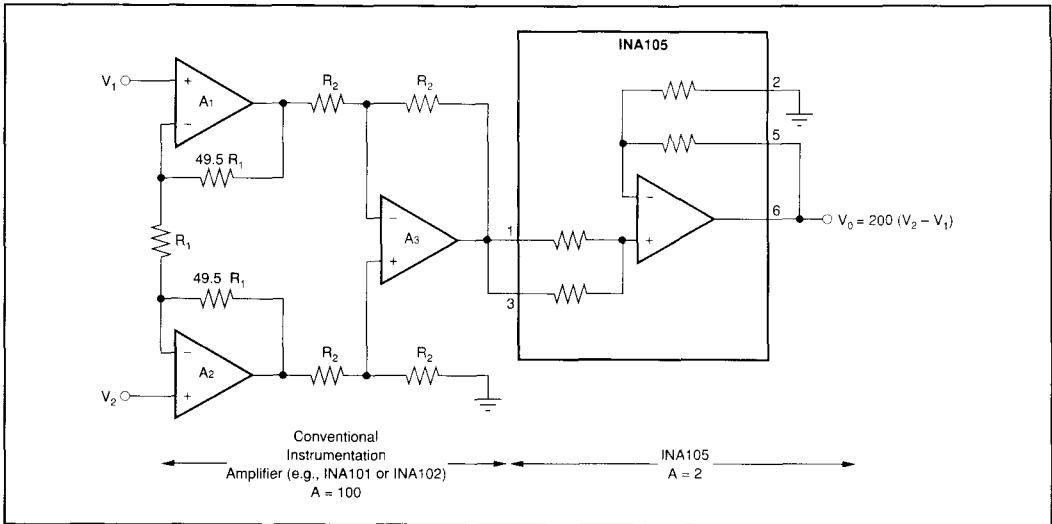 INA105
V₁
+
A₁
−
R₂
R₂
2
5
49.5 R₁
−
+
6
V₀ = 200 (V₂ – V₁)
R₁
−
A₃
+
1
3
49.5 R₁
−
A₂
+
V₂
R₂
R₂
Conventional
Instrumentation
Amplifier (e.g., INA101 or INA102)
A = 100
INA105
A = 2